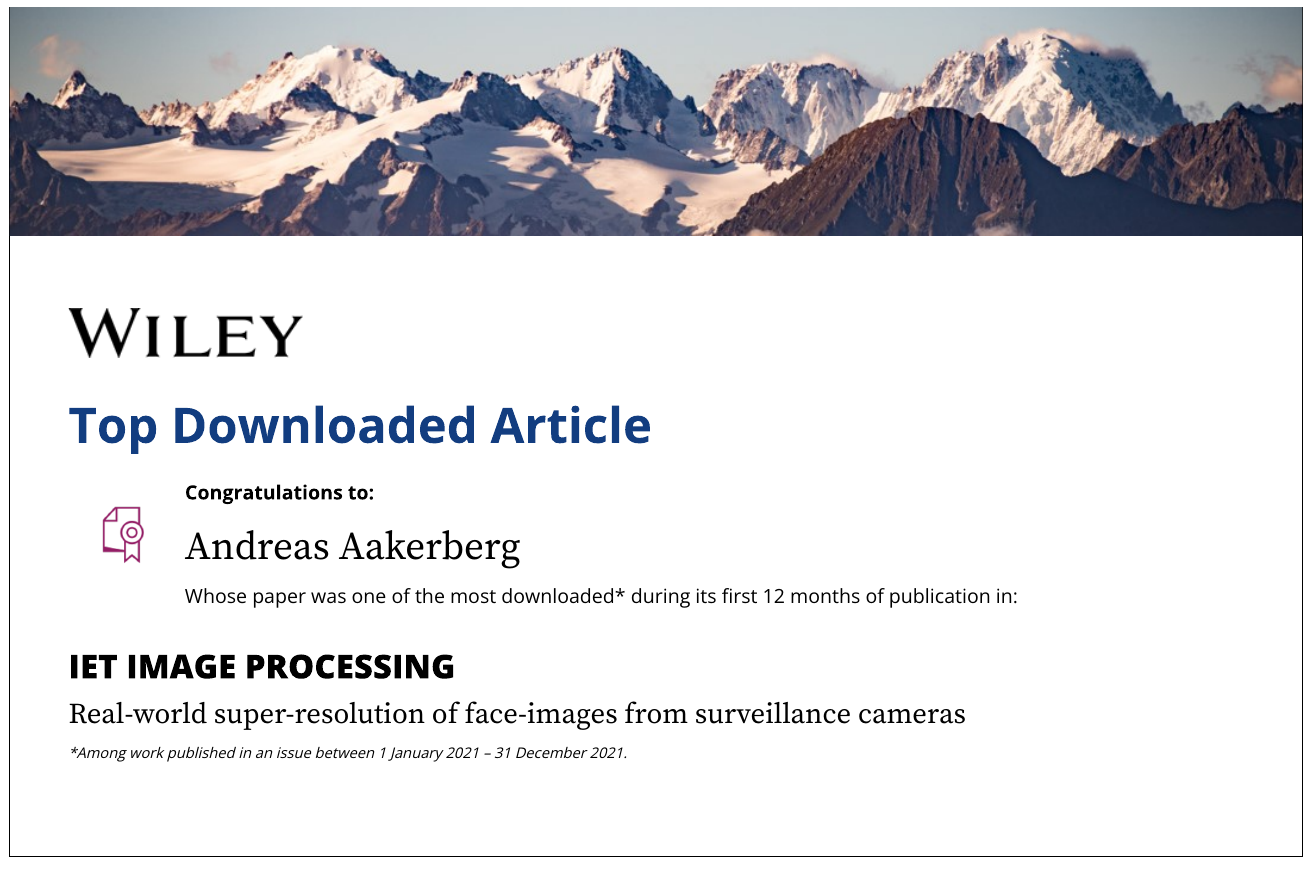 WILEY
Top Downloaded Article
Congratulations to:
Andreas Aakerberg
Whose paper was one of the most downloaded* during its first 12 months of publication in:
IET IMAGE PROCESSING
Real-world super-resolution of face-images from surveillance cameras
*Among work published in an issue between 1 January 2021 – 31 December 2021.